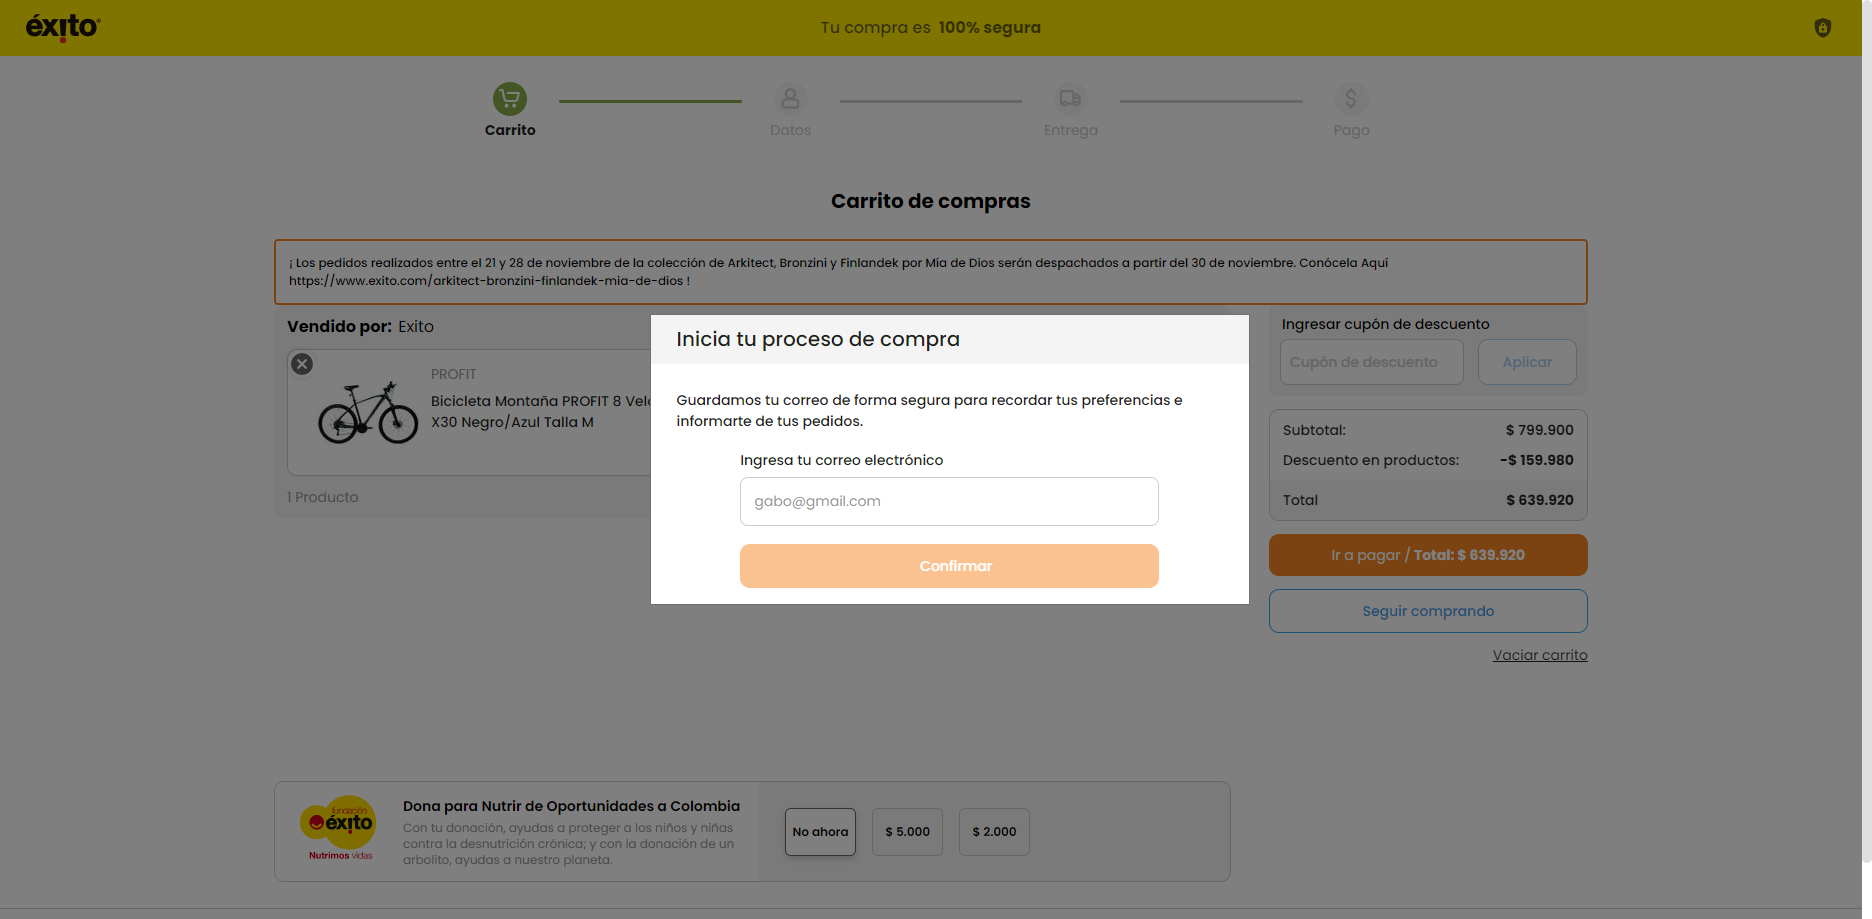 éxito
Tu compra es 100% segura
Carrito
Datos
Entrega
Pago
Carrito de compras
¡ Los pedidos realizados entre el 21 y 28 de noviembre de la colección de Arkitect, Bronzini y Finlandek por Mia de Dios serán despachados a partir del 30 de noviembre. Conócela Aquí
https://www.exito.com/arkitect-bronzini-finlandek-mia-de-dios !
Vendido por: Exito
PROFIT
Bicicleta Montaña PROFIT 8 Velo
X30 Negro/Azul Talla M
1 Producto
Inicia tu proceso de compra
Guardamos tu correo de forma segura para recordar tus preferencias e
informarte de tus pedidos.
Ingresa tu correo electrónico
gabo@gmail.com
Confirmar
Ingresar cupón de descuento
Cupón de descuento
Aplicar
Subtotal: $ 799.900
Descuento en productos: -$ 159.980
Total $ 639.920
Ir a pagar / Total: $ 639.920
Seguir comprando
Vaciar carrito
fundación
éxito
Nutrimos vidas
Dona para Nutrir de Oportunidades a Colombia
Con tu donación, ayudas a proteger a los niños y niñas
contra la desnutrición crónica; y con la donación de un
arbolito, ayudas a nuestro planeta.
No ahora
$ 5.000
$ 2.000